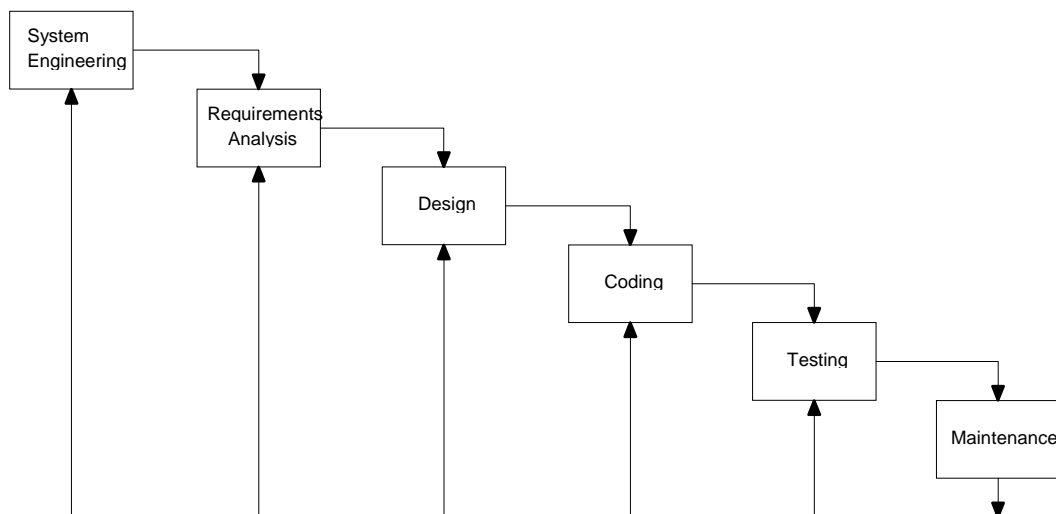 System
Engineering
Requirements
Analysis
Design
Coding
Testing
Maintenance